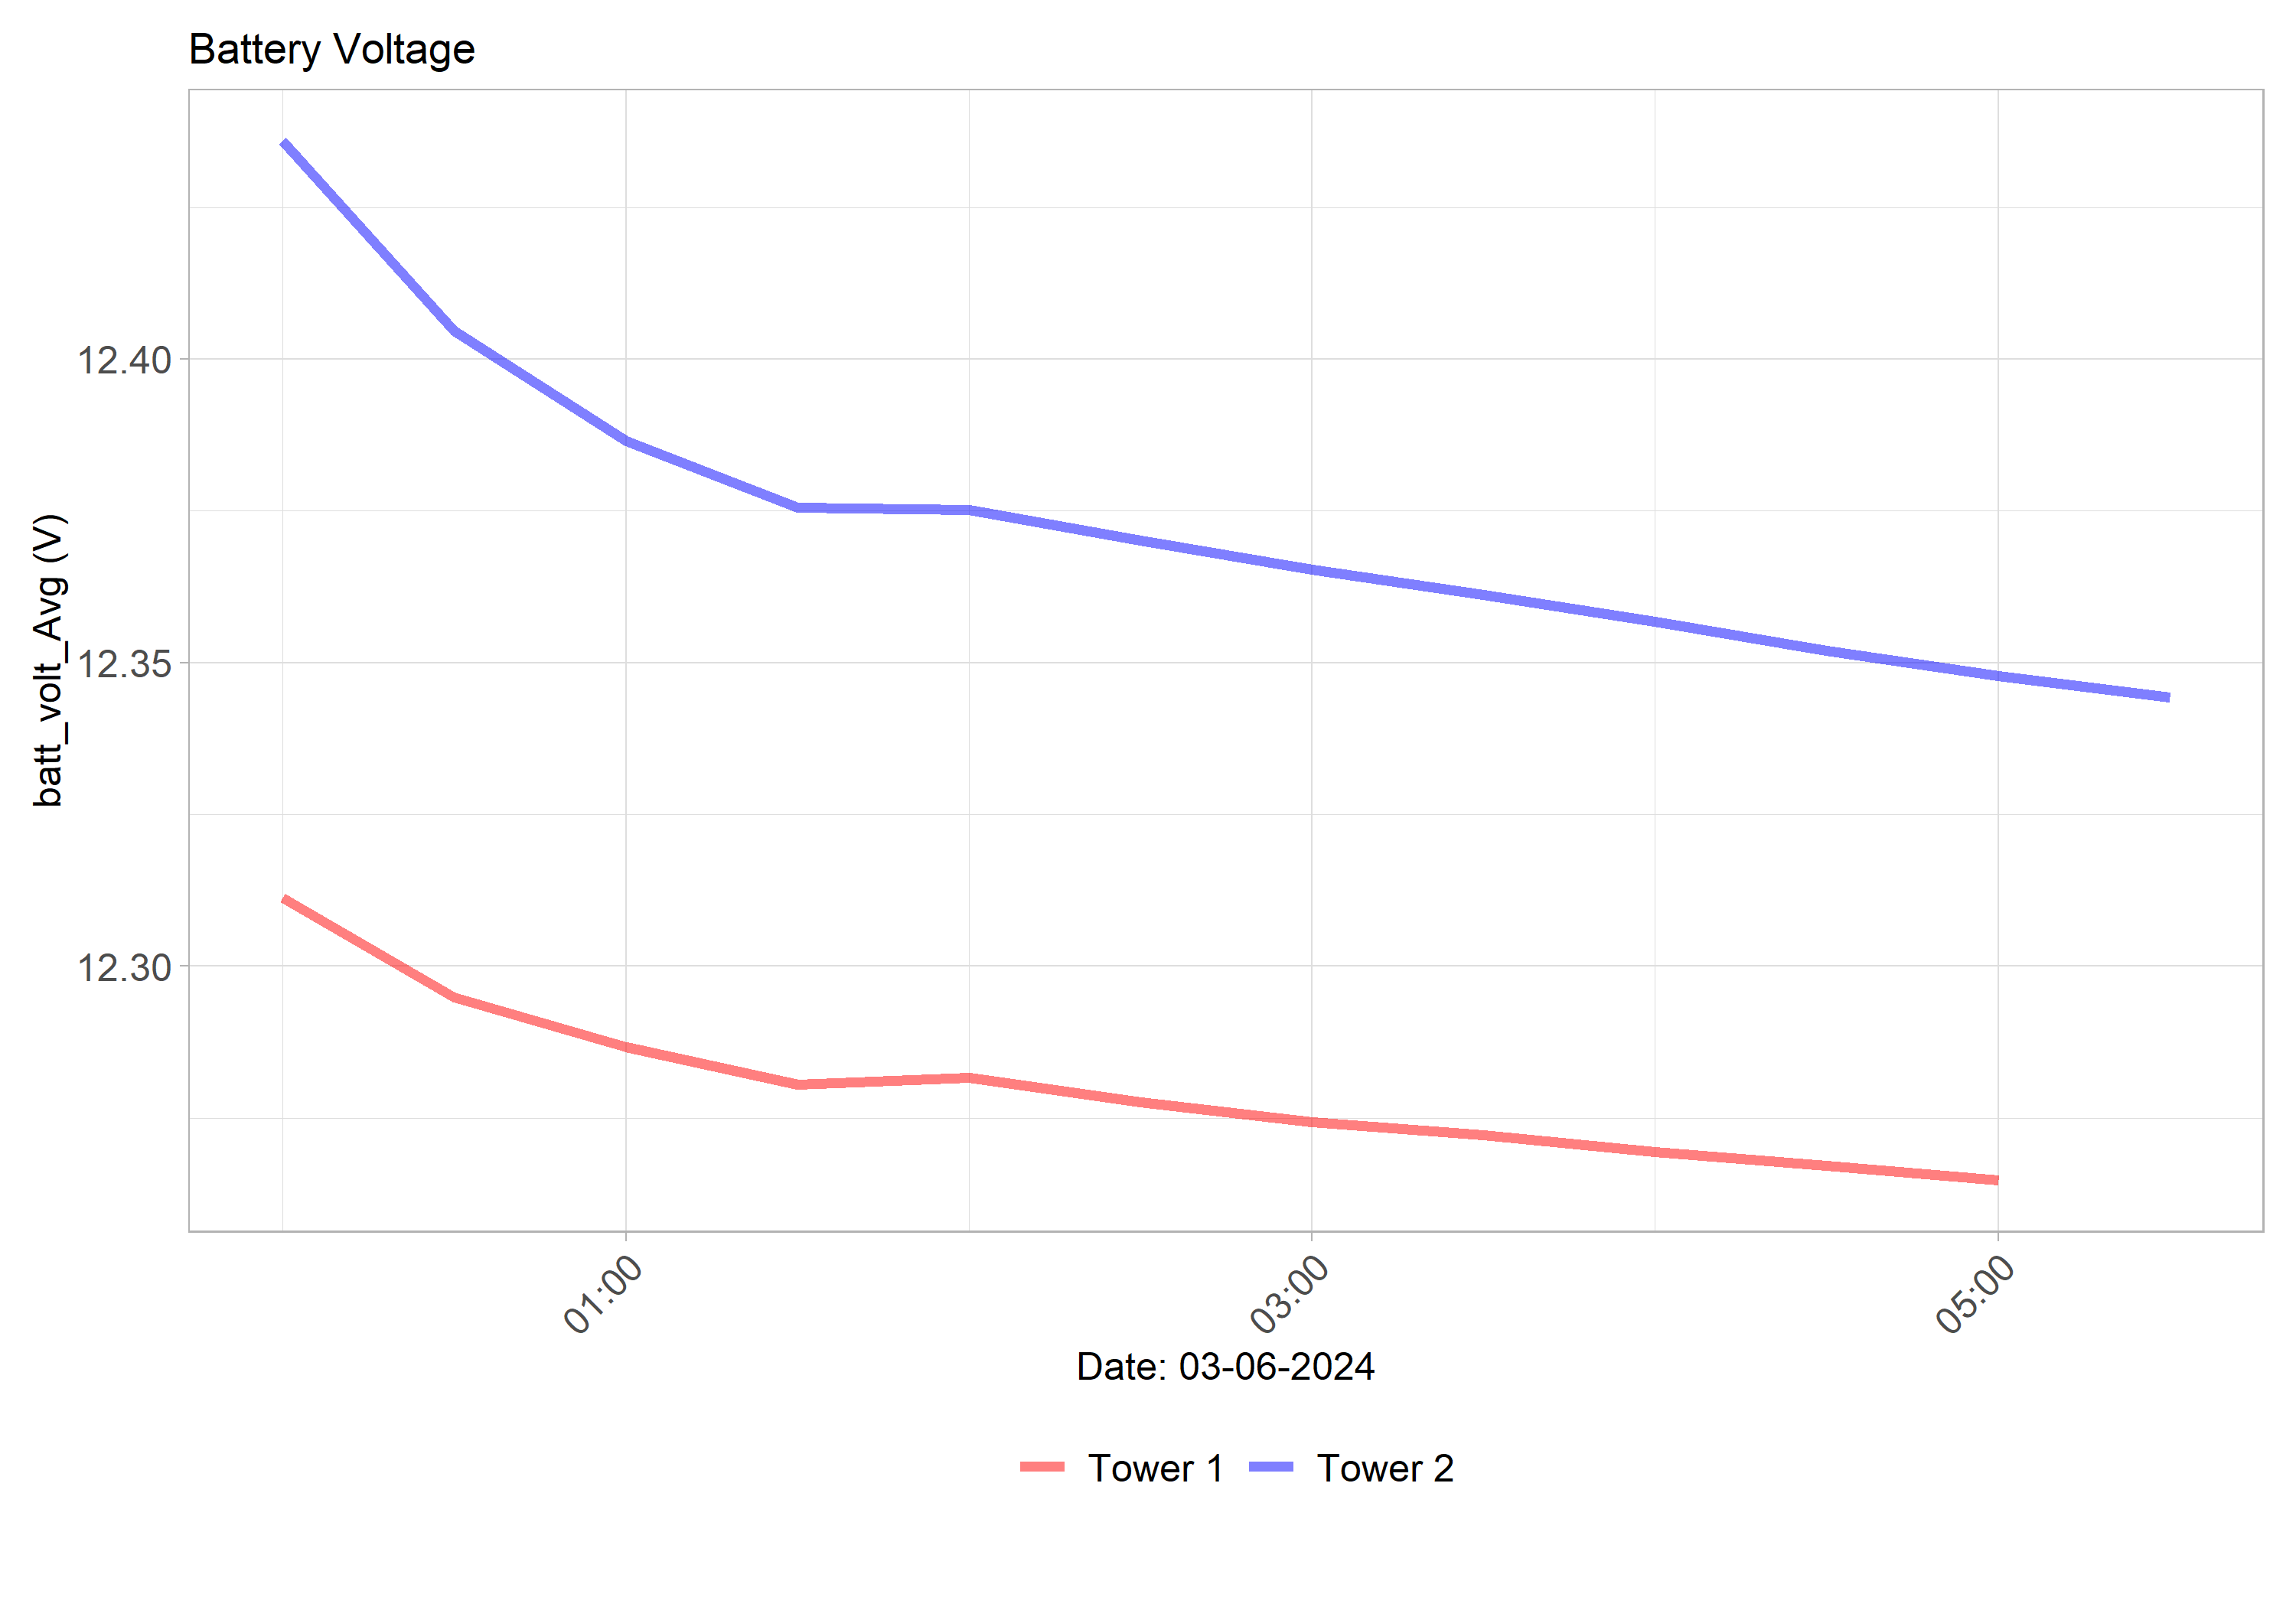 Battery Voltage
batt_volt_Avg (V)
12.40
12.35
12.30
01:00
03:00
05:00
Date: 03-06-2024
Tower 1
Tower 2